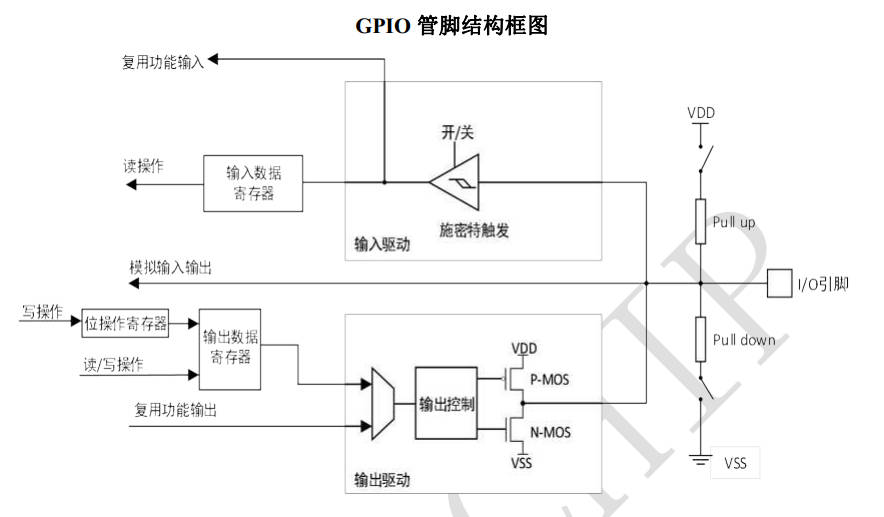 GPIO 管脚结构框图
复用功能输入
开/关
VDD
读操作
输入数据
寄存器
施密特触发
输入驱动
Pull up
模拟输入输出
I/O引脚
写操作
位操作寄存器
输出数据
寄存器
读/写操作
复用功能输出
VDD
P-MOS
输出控制
N-MOS
VSS
输出驱动
Pull down
VSS